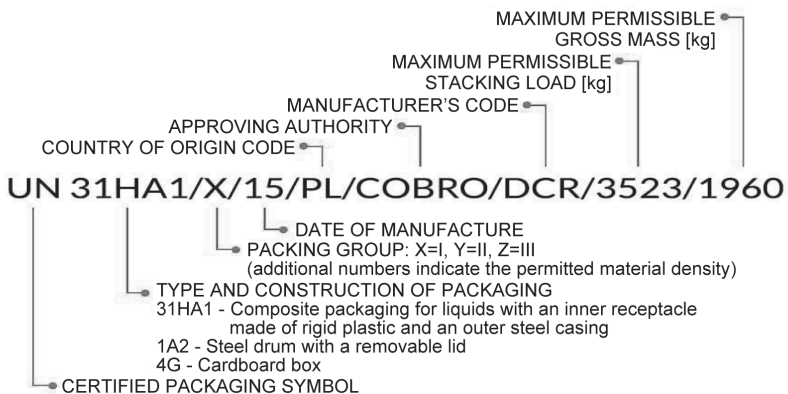 MAXIMUM PERMISSIBLE
GROSS MASS [kg]
MAXIMUM PERMISSIBLE
STACKING LOAD [kg]
MANUFACTURER'S CODE
APPROVING AUTHORITY
COUNTRY OF ORIGIN CODE
UN 31HA1/X/15/PL/COBRO/DCR/3523/1960
DATE OF MANUFACTURE
PACKING GROUP: X=I, Y=II, Z=III
(additional numbers indicate the permitted material density)
TYPE AND CONSTRUCTION OF PACKAGING
31HA1 - Composite packaging for liquids with an inner receptacle
made of rigid plastic and an outer steel casing
1A2 - Steel drum with a removable lid
4G - Cardboard box
CERTIFIED PACKAGING SYMBOL